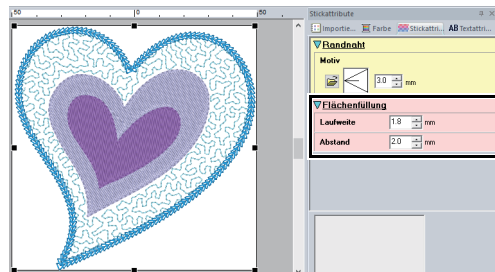 50 0 50
Stickattribute
Importie... Farbe Stickattri... AB Textattri...
Randnaht
Motiv
3.0 mm
Flächenfüllung
Laufweite 1.8 mm
Abstand 2.0 mm